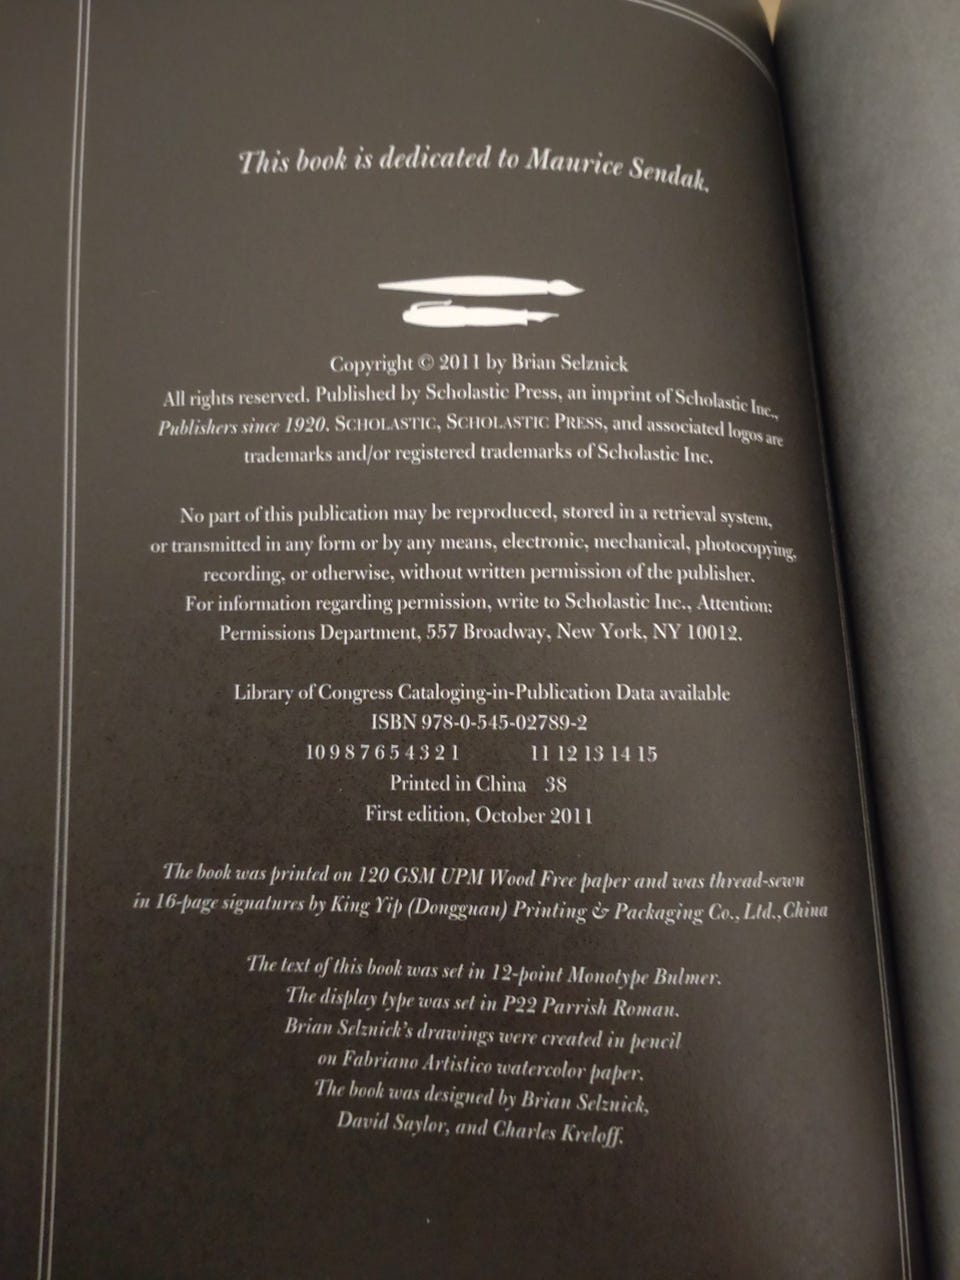 This book is dedicated to Maurice Sendak.
Copyright © 2011 by Brian Selznick
All rights reserved. Published by Scholastic Press, an imprint of Scholastic Inc.,
Publishers since 1920. SCHOLASTIC, SCHOLASTIC PRESS, and associated logos are
trademarks and/or registered trademarks of Scholastic Inc.
No part of this publication may be reproduced, stored in a retrieval system,
or transmitted in any form or by any means, electronic, mechanical, photocopying,
recording, or otherwise, without written permission of the publisher.
For information regarding permission, write to Scholastic Inc., Attention:
Permissions Department, 557 Broadway, New York, NY 10012.
Library of Congress Cataloging-in-Publication Data available
ISBN 978-0-545-02789-2
10 9 8 7 6 5 4 3 2 1 11 12 13 14 15
Printed in China 38
First edition, October 2011
The book was printed on 120 GSM UPM Wood Free paper and was thread-sewn
in 16-page signatures by King Yip (Dongguan) Printing & Packaging Co., Ltd., China
The text of this book was set in 12-point Monotype Bulmer.
The display type was set in P22 Parrish Roman.
Brian Selznick's drawings were created in pencil
on Fabriano Artistico watercolor paper.
The book was designed by Brian Selznick,
David Saylor, and Charles Kreloff.